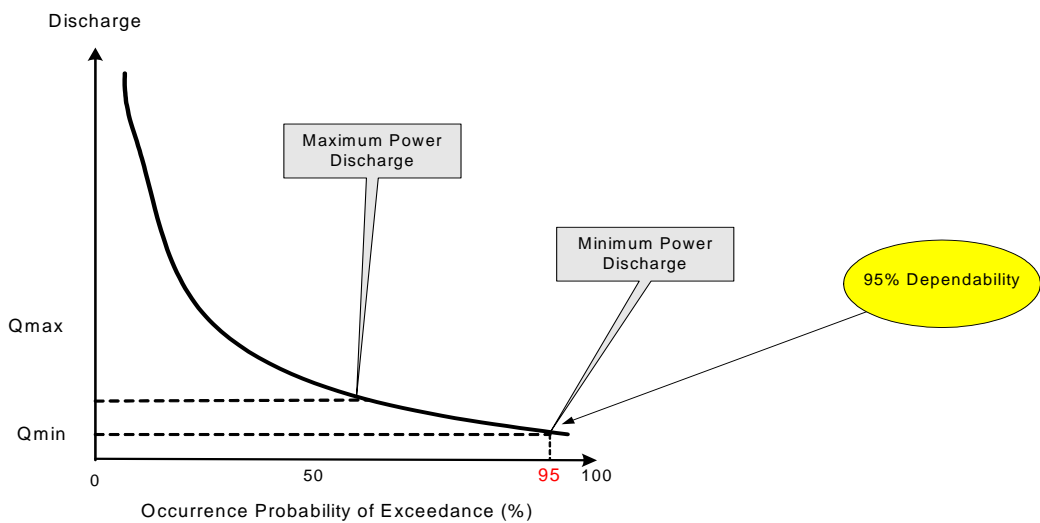 Discharge
Maximum Power
Discharge
Minimum Power
Discharge
95% Dependability
Qmax
Qmin
0
50
95
100
Occurrence Probability of Exceedance (%)